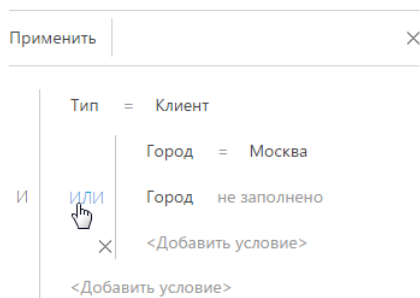 Применить
Тип = Клиент
Город = Москва
И ИЛИ Город не заполнено
<Добавить условие>
<Добавить условие>